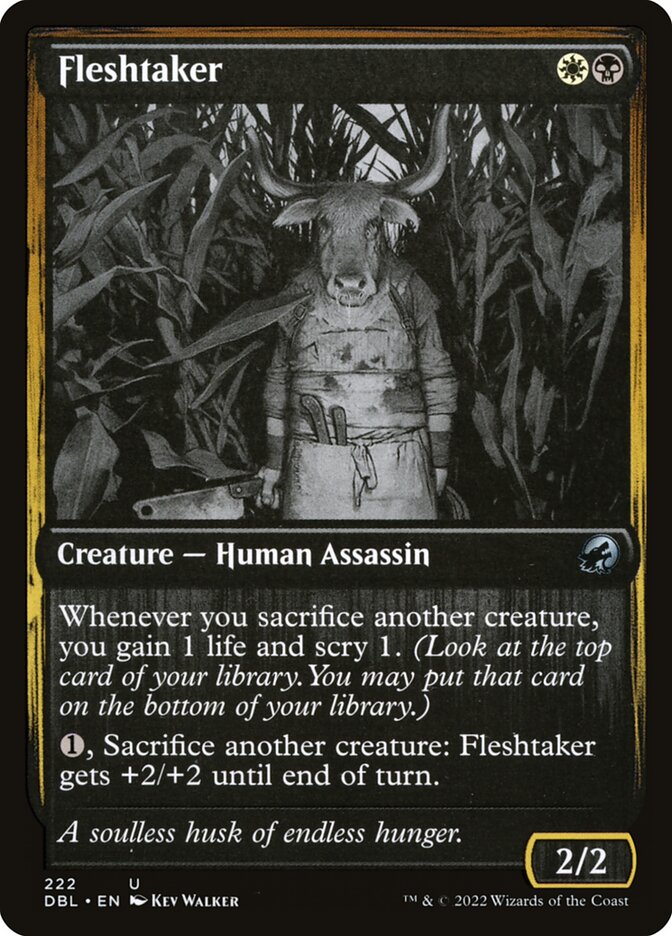 Fleshtaker
Creature — Human Assassin
Whenever you sacrifice another creature,
you gain 1 life and scry 1. (Look at the top
card of your library. You may put that card
on the bottom of your library.)
1, Sacrifice another creature: Fleshtaker
gets +2/+2 until end of turn.
A soulless husk of endless hunger.
2/2
222 U
DBL • EN Kev Walker
™ & © 2022 Wizards of the Coast